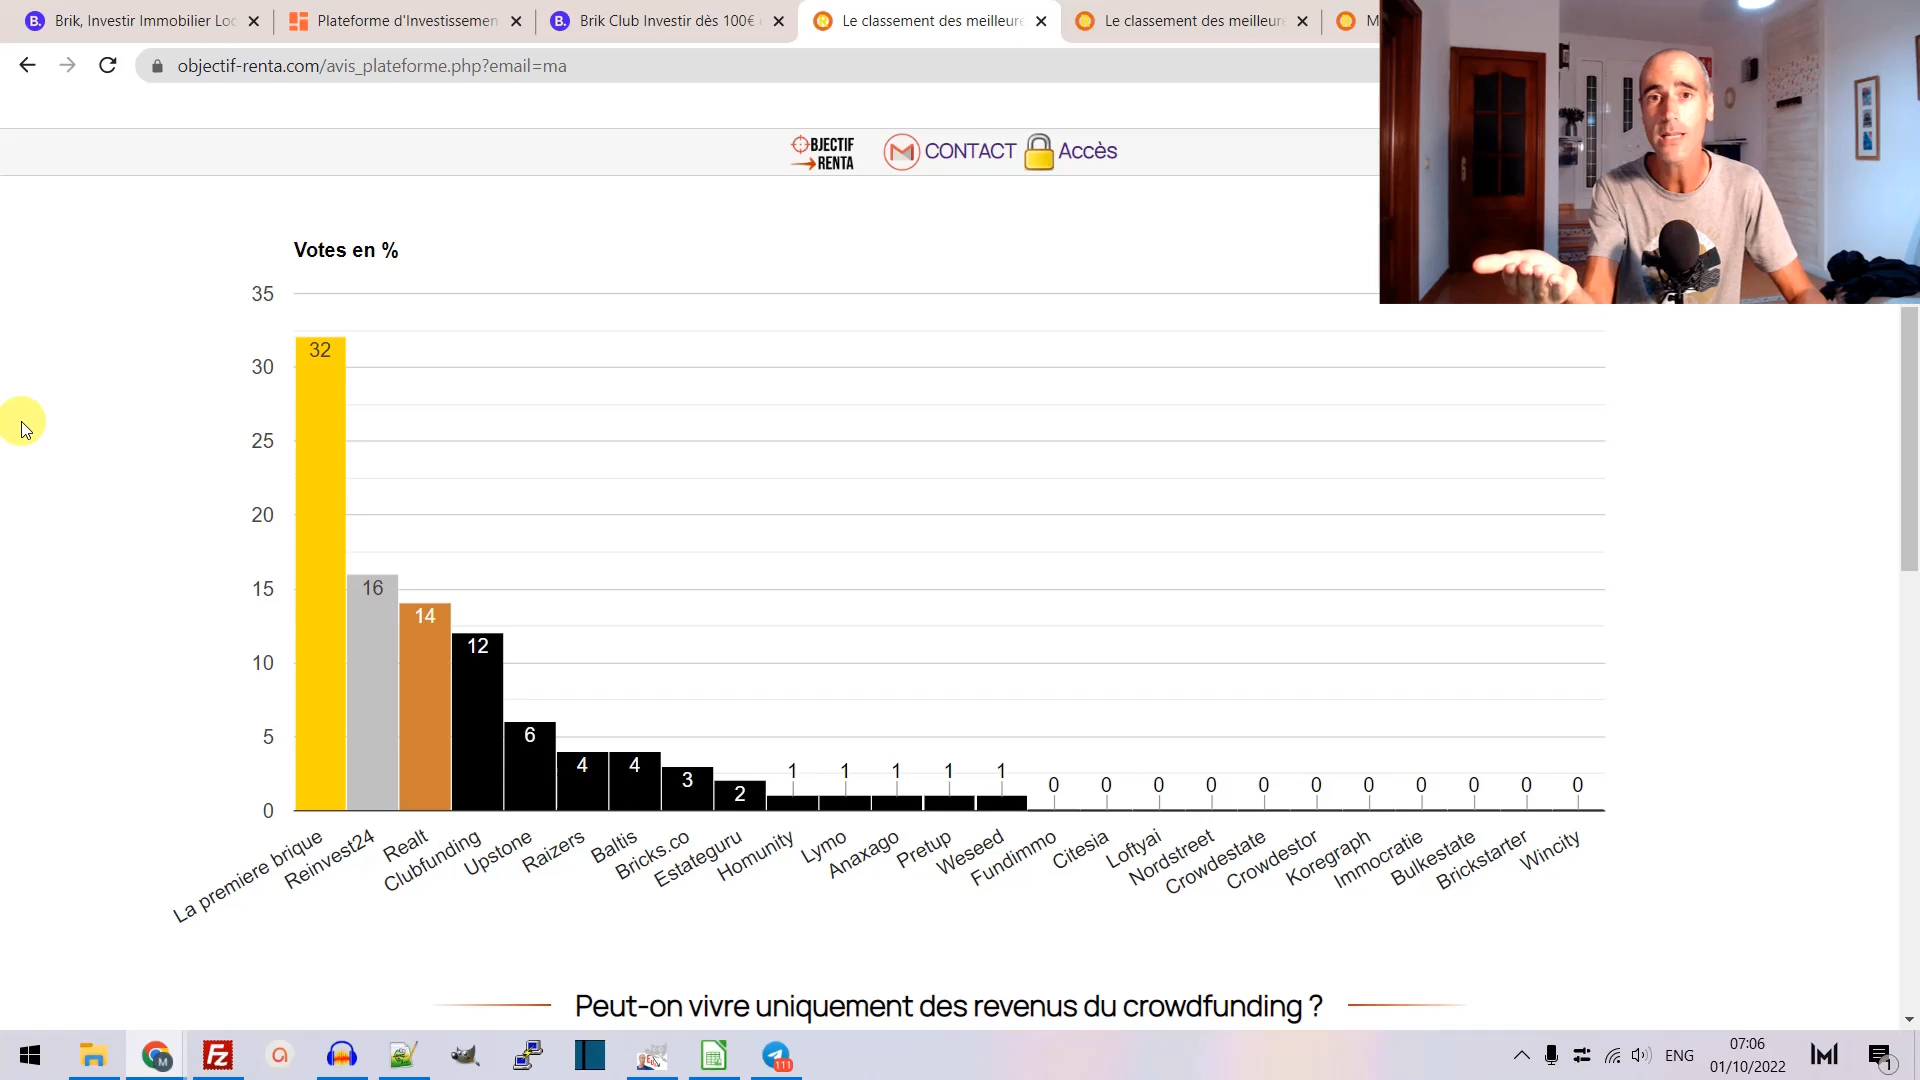 B. Brik, Investir Immobilier Loc
Plateforme d'Investissemen
B. Brik Club Investir dès 100€
Le classement des meilleure
Le classement des meilleure
M
objectif-renta.com/avis_plateforme.php?email=ma
OBJECTIF
RENTA
CONTACT
Accès
Votes en %
35
30
25
20
15
10
5
0
32
16
14
12
6
4
4
3
2
1
1
1
1
1
0
0
0
0
0
0
0
0
0
0
0
La premiere brique
Reinvest24
Realt
Clubfunding
Upstone
Raizers
Baltis
Bricks.co
Estateguru
Homunity
Lymo
Anaxago
Pretup
Weseed
Fundimmo
Citesia
Loftyai
Nordstreet
Crowdestate
Crowdestor
Koregraph
Immocratie
Bulkestate
Brickstarter
Wincity
Peut-on vivre uniquement des revenus du crowdfunding ?
M
FZ
111
ENG
07:06
01/10/2022
1